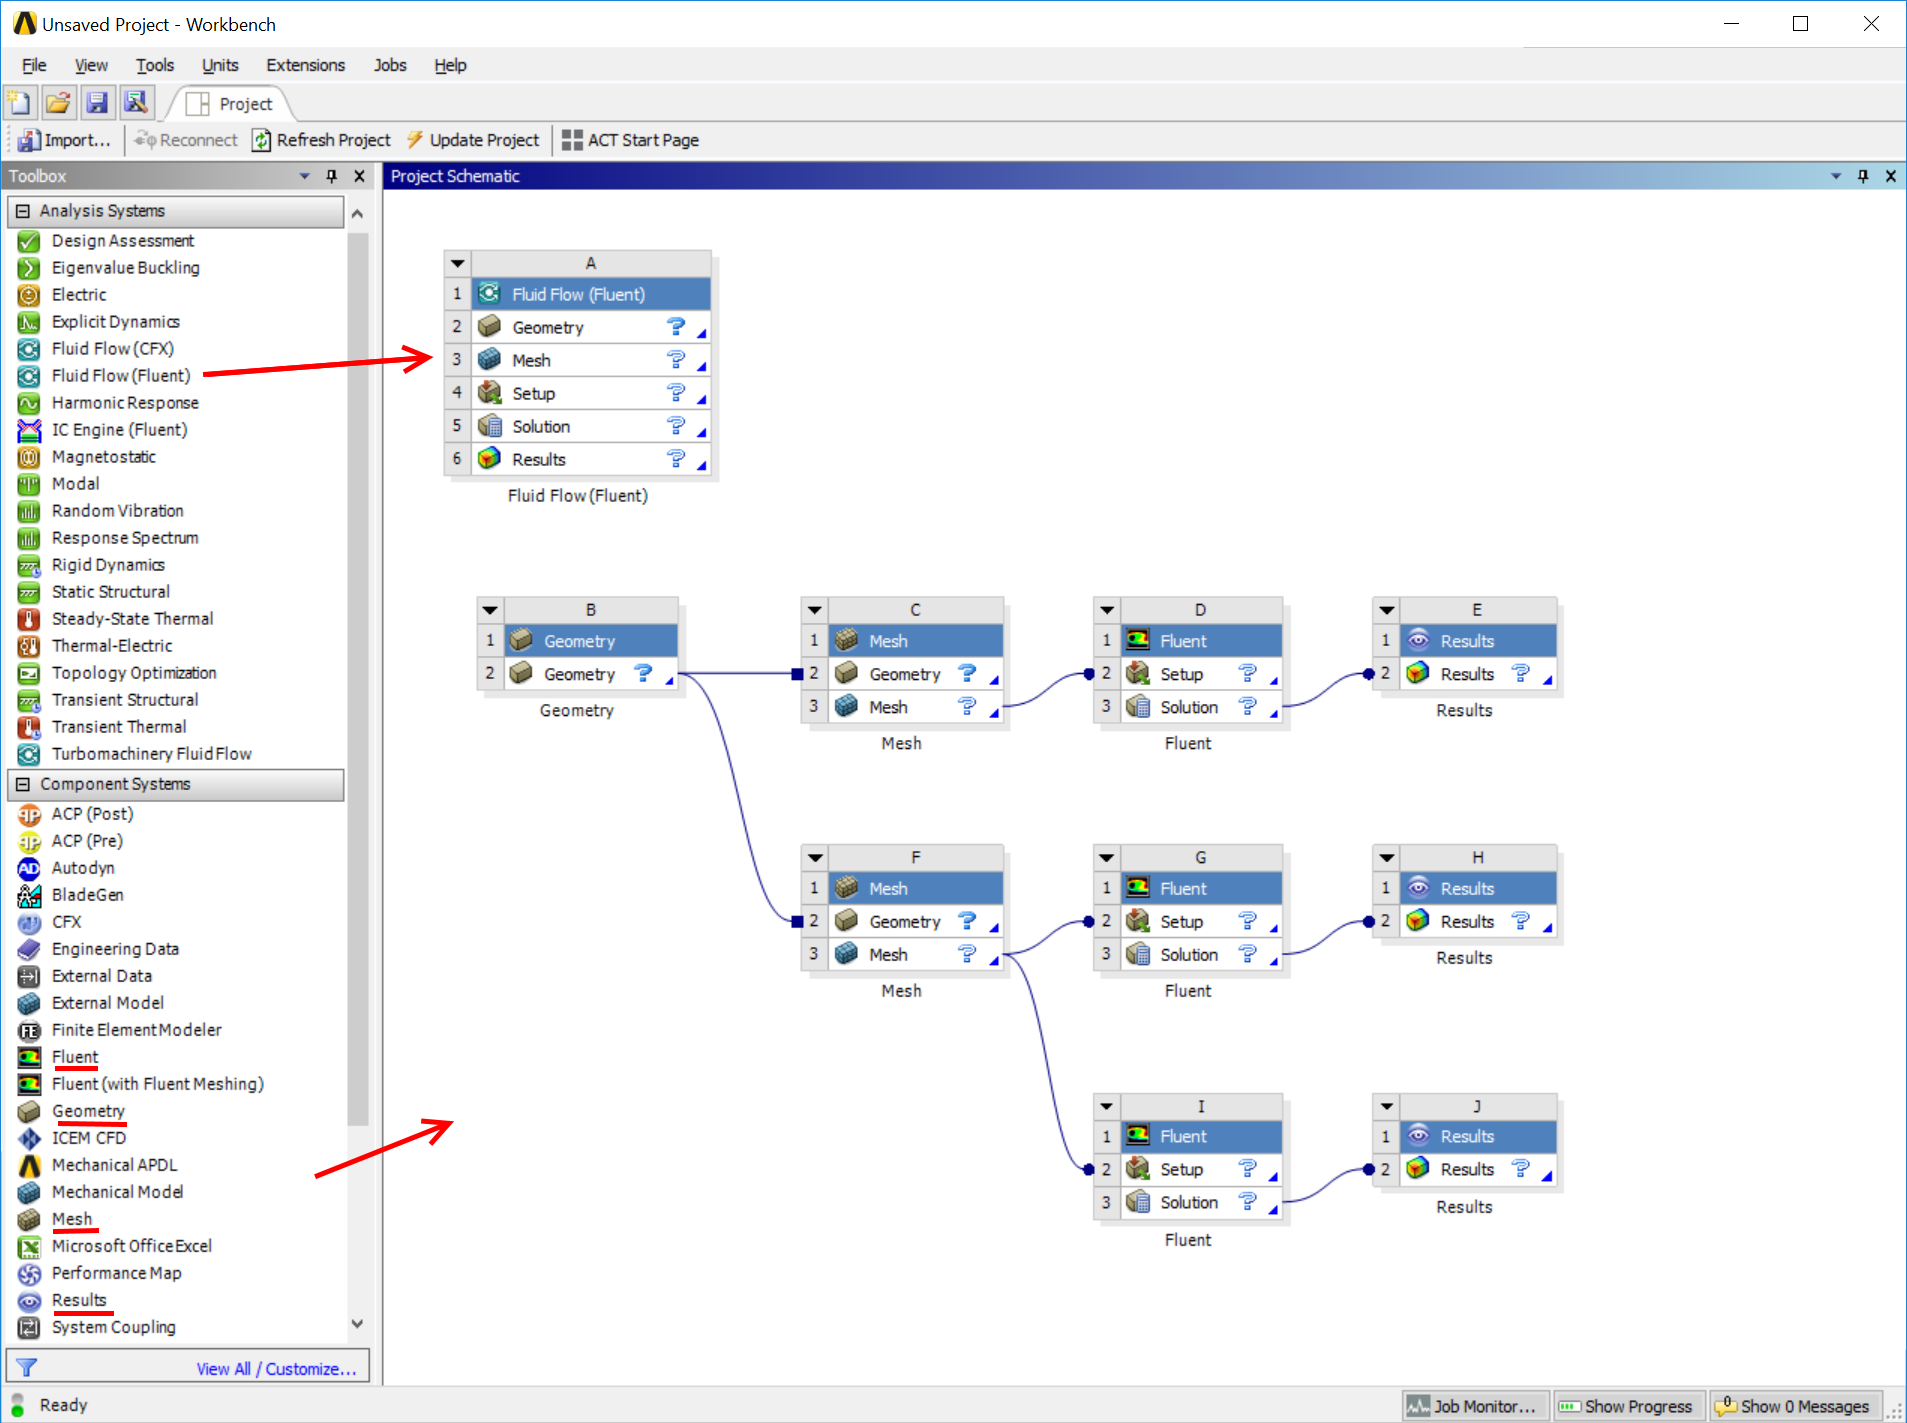 Unsaved Project - Workbench
File View Tools Units Extensions Jobs Help
Project
Import... Reconnect Refresh Project Update Project ACT Start Page
Toolbox
Analysis Systems
Design Assessment
Eigenvalue Buckling
Electric
Explicit Dynamics
Fluid Flow (CFX)
Fluid Flow (Fluent)
Harmonic Response
IC Engine (Fluent)
Magnetostatic
Modal
Random Vibration
Response Spectrum
Rigid Dynamics
Static Structural
Steady-State Thermal
Thermal-Electric
Topology Optimization
Transient Structural
Transient Thermal
Turbomachinery Fluid Flow
Component Systems
ACP (Post)
ACP (Pre)
Autodyn
BladeGen
CFX
Engineering Data
External Data
External Model
Finite Element Modeler
Fluent
Fluent (with Fluent Meshing)
Geometry
ICEM CFD
Mechanical APDL
Mechanical Model
Mesh
Microsoft Office Excel
Performance Map
Results
System Coupling
View All / Customize...
Project Schematic
A
1 Fluid Flow (Fluent)
2 Geometry ?
3 Mesh ?
4 Setup ?
5 Solution ?
6 Results ?
Fluid Flow (Fluent)
B
1 Geometry
2 Geometry ?
Geometry
C
1 Mesh
2 Geometry ?
3 Mesh ?
Mesh
D
1 Fluent
2 Setup ?
3 Solution ?
Fluent
E
1 Results
2 Results ?
Results
F
1 Mesh
2 Geometry ?
3 Mesh ?
Mesh
G
1 Fluent
2 Setup ?
3 Solution ?
Fluent
H
1 Results
2 Results ?
Results
I
1 Fluent
2 Setup ?
3 Solution ?
Fluent
J
1 Results
2 Results ?
Results
Ready
Job Monitor... Show Progress Show 0 Messages